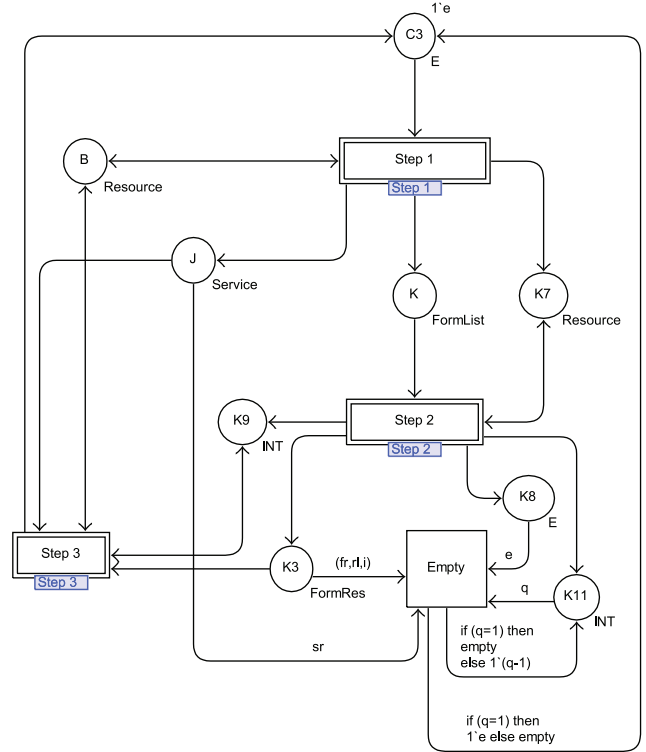 1`e
C3
E
Step 1
Step 1
B
Resource
J
Service
K
FormList
K7
Resource
K9
INT
Step 2
Step 2
K8
E
Step 3
Step 3
K3
FormRes
(fr,rl,i)
Empty
e
q
K11
INT
sr
if (q=1) then
empty
else 1`(q-1)
if (q=1) then
1`e else empty